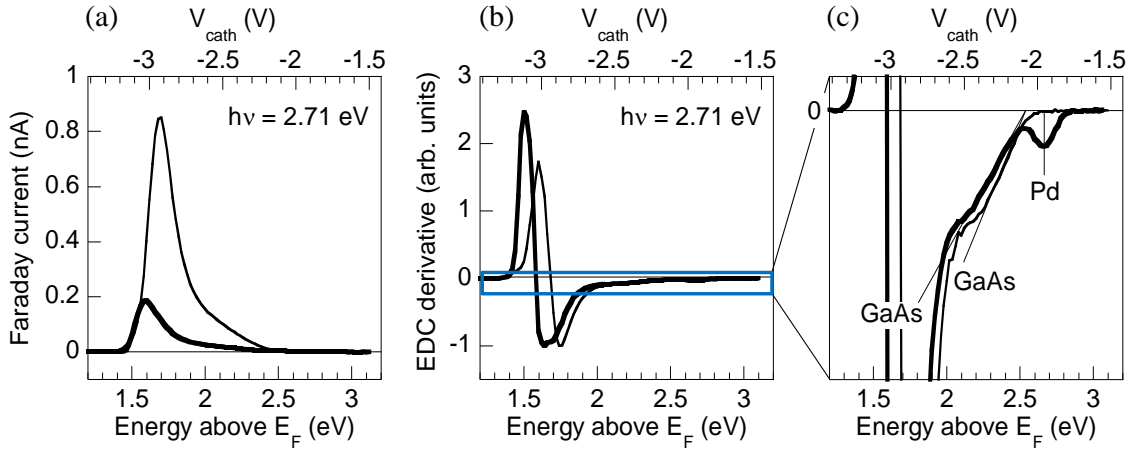 (a)
V_cath (V)
-3 -2.5 -2 -1.5
Faraday current (nA)
1
0.8
0.6
0.4
0.2
0
hν = 2.71 eV
1.5 2 2.5 3
Energy above E_F (eV)
(b)
V_cath (V)
-3 -2.5 -2 -1.5
EDC derivative (arb. units)
3
2
1
0
-1
hν = 2.71 eV
1.5 2 2.5 3
Energy above E_F (eV)
(c)
V_cath (V)
-3 -2.5 -2 -1.5
0
Pd
GaAs
GaAs
1.5 2 2.5 3
Energy above E_F (eV)